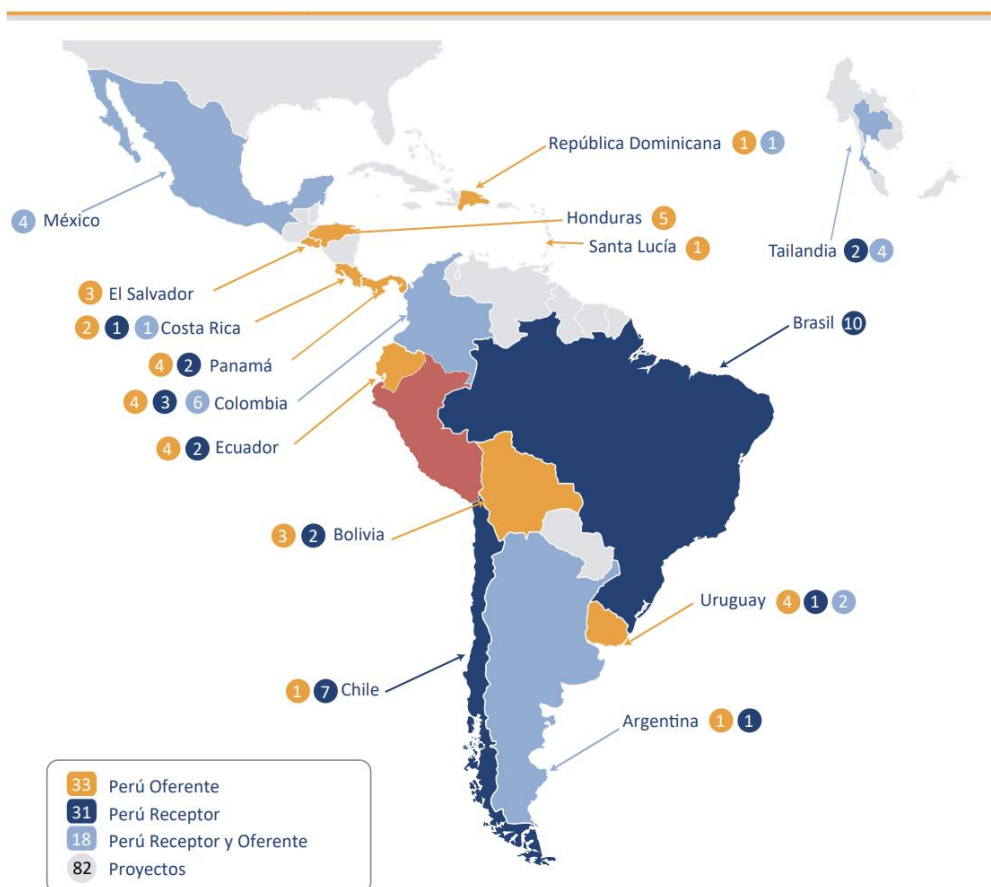 República Dominicana 1 1
4 México
Honduras 5
Santa Lucía 1
Tailandia 2 4
3 El Salvador
2 1 1 Costa Rica
Brasil 10
4 2 Panamá
4 3 6 Colombia
4 2 Ecuador
3 2 Bolivia
Uruguay 4 1 2
1 7 Chile
Argentina 1 1
33 Perú Oferente
31 Perú Receptor
18 Perú Receptor y Oferente
82 Proyectos